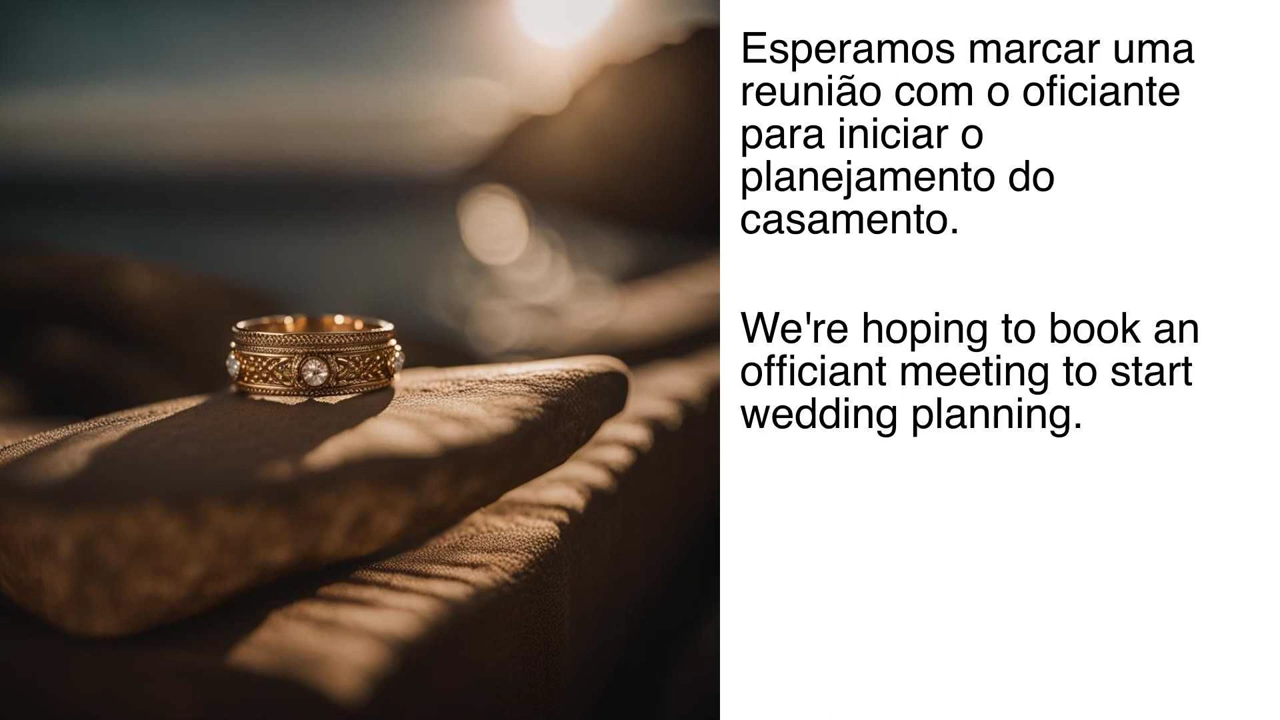 Esperamos marcar uma
reunião com o oficiante
para iniciar o
planejamento do
casamento.
We're hoping to book an
officiant meeting to start
wedding planning.